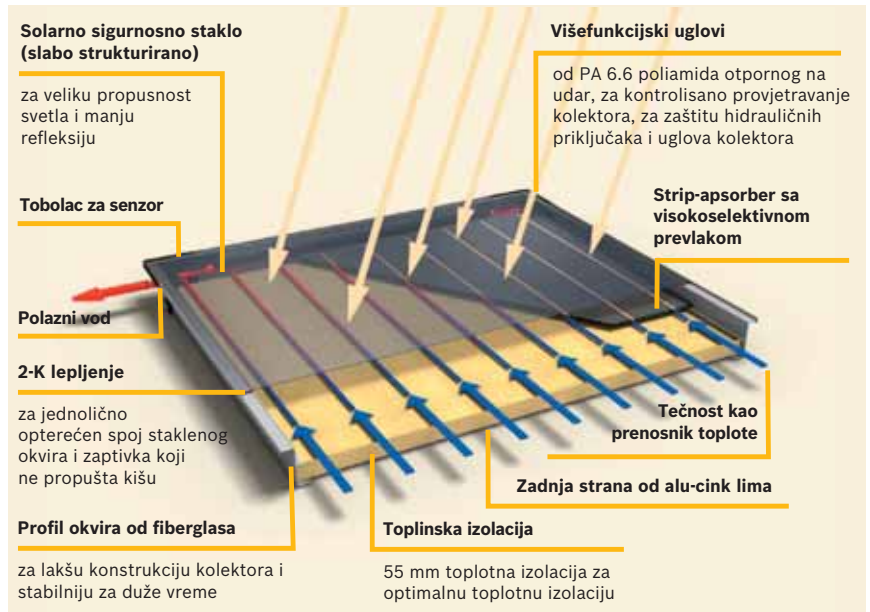 Solarno sigurnosno staklo
(slabo strukturirano)
za veliku propusnost
svetla i manju
refleksiju
Višefunkcijski uglovi
od PA 6.6 poliamida otpornog na
udar, za kontrolisano provjetravanje
kolektora, za zaštitu hidrauličnih
priključaka i uglova kolektora
Tobolac za senzor
Strip-apsorber sa
visokoselektivnom
prevlakom
Polazni vod
2-K lepljenje
za jednolično
opterećen spoj staklenog
okvira i zaptivka koji
ne propušta kišu
Tečnost kao
prenosnik toplote
Zadnja strana od alu-cink lima
Profil okvira od fiberglasa
za lakšu konstrukciju kolektora i
stabilniju za duže vreme
Toplinska izolacija
55 mm toplotna izolacija za
optimalnu toplotnu izolaciju